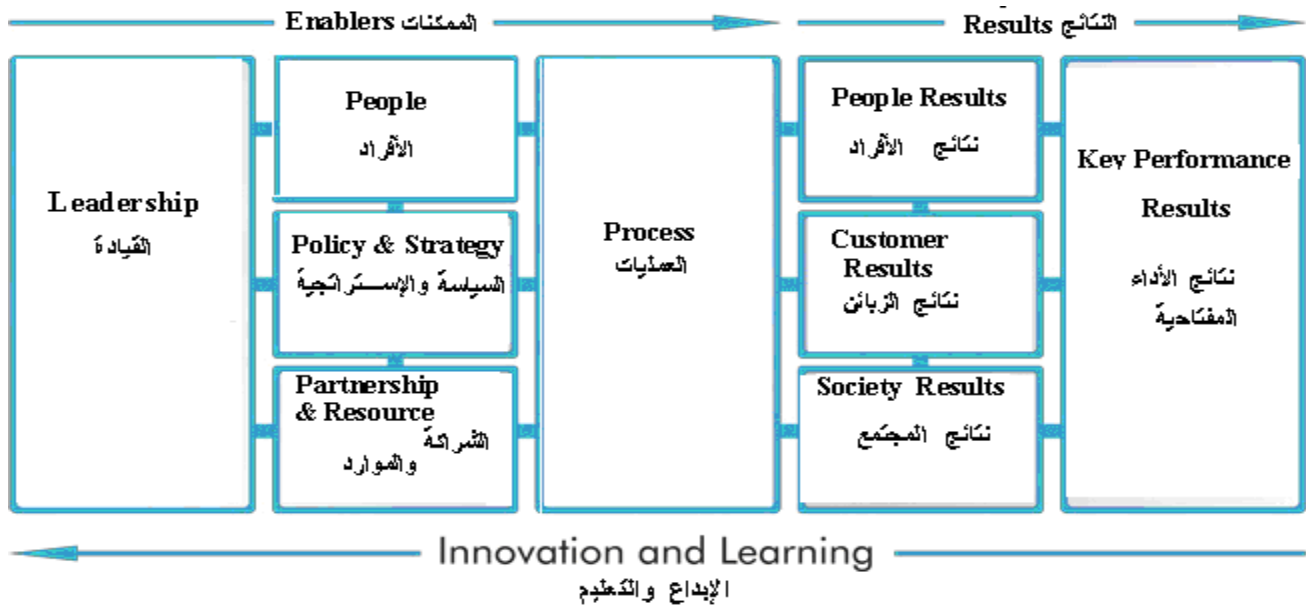 Enablers الممكنات
Results النتائج
Leadership
القيادة
People
الأفراد
Policy & Strategy
السياسة والإستراتجية
Partnership
& Resource
الشراكة
والموارد
Process
العمليات
People Results
نتائج الأفراد
Customer
Results
نتائج الزبائن
Society Results
نتائج المجتمع
Key Performance
Results
نتائج الأداء
المفتاحية
Innovation and Learning
الإبداع والتعليم